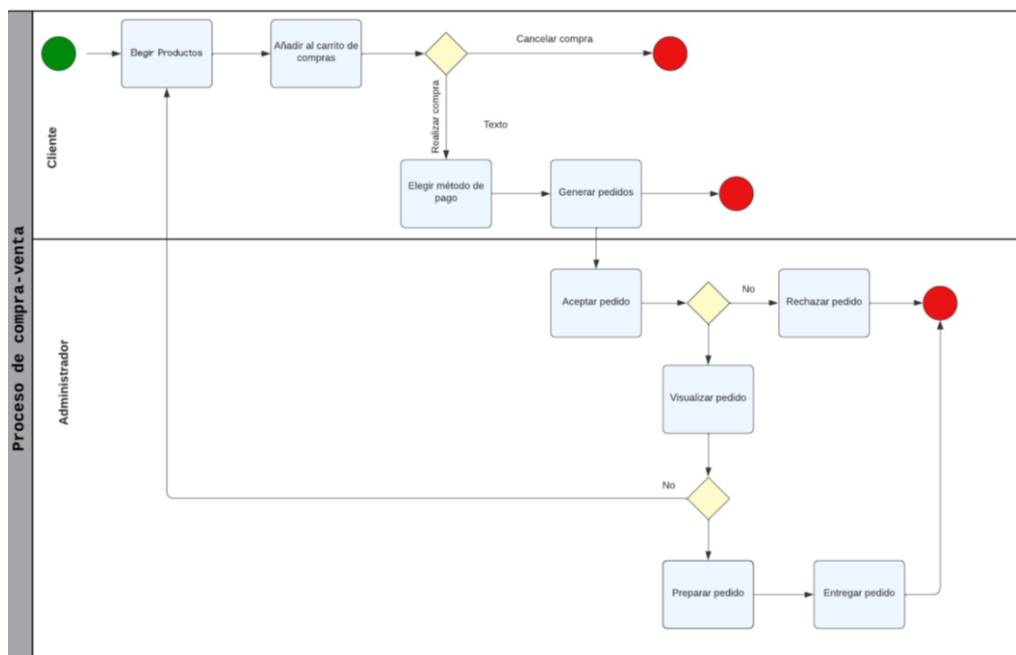 Proceso de compra-venta
Cliente
Elegir Productos
Añadir al carrito de
compras
Cancelar compra
Realizar compra
Texto
Elegir método de
pago
Generar pedidos
Administrador
Aceptar pedido
No
Rechazar pedido
Visualizar pedido
No
Preparar pedido
Entregar pedido